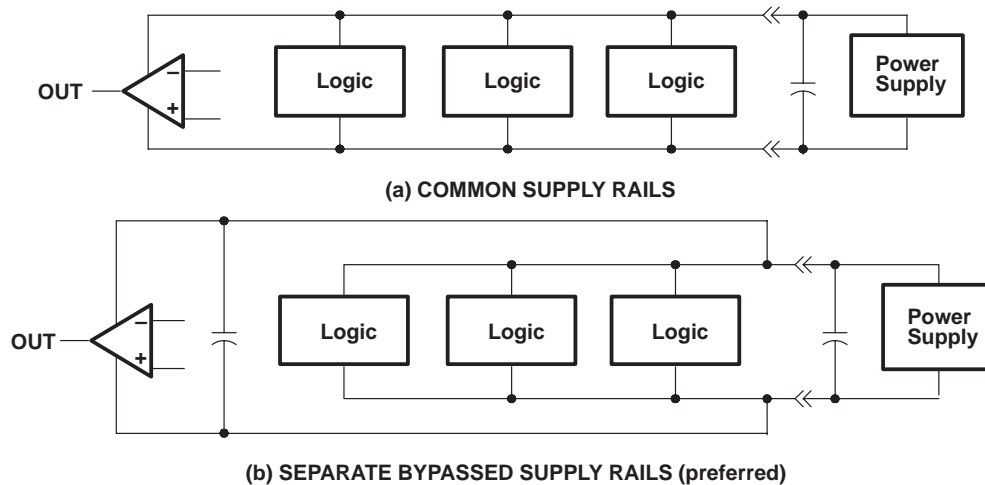 OUT
−
+
Logic
Logic
Logic
Power
Supply
(a) COMMON SUPPLY RAILS
OUT
−
+
Logic
Logic
Logic
Power
Supply
(b) SEPARATE BYPASSED SUPPLY RAILS (preferred)